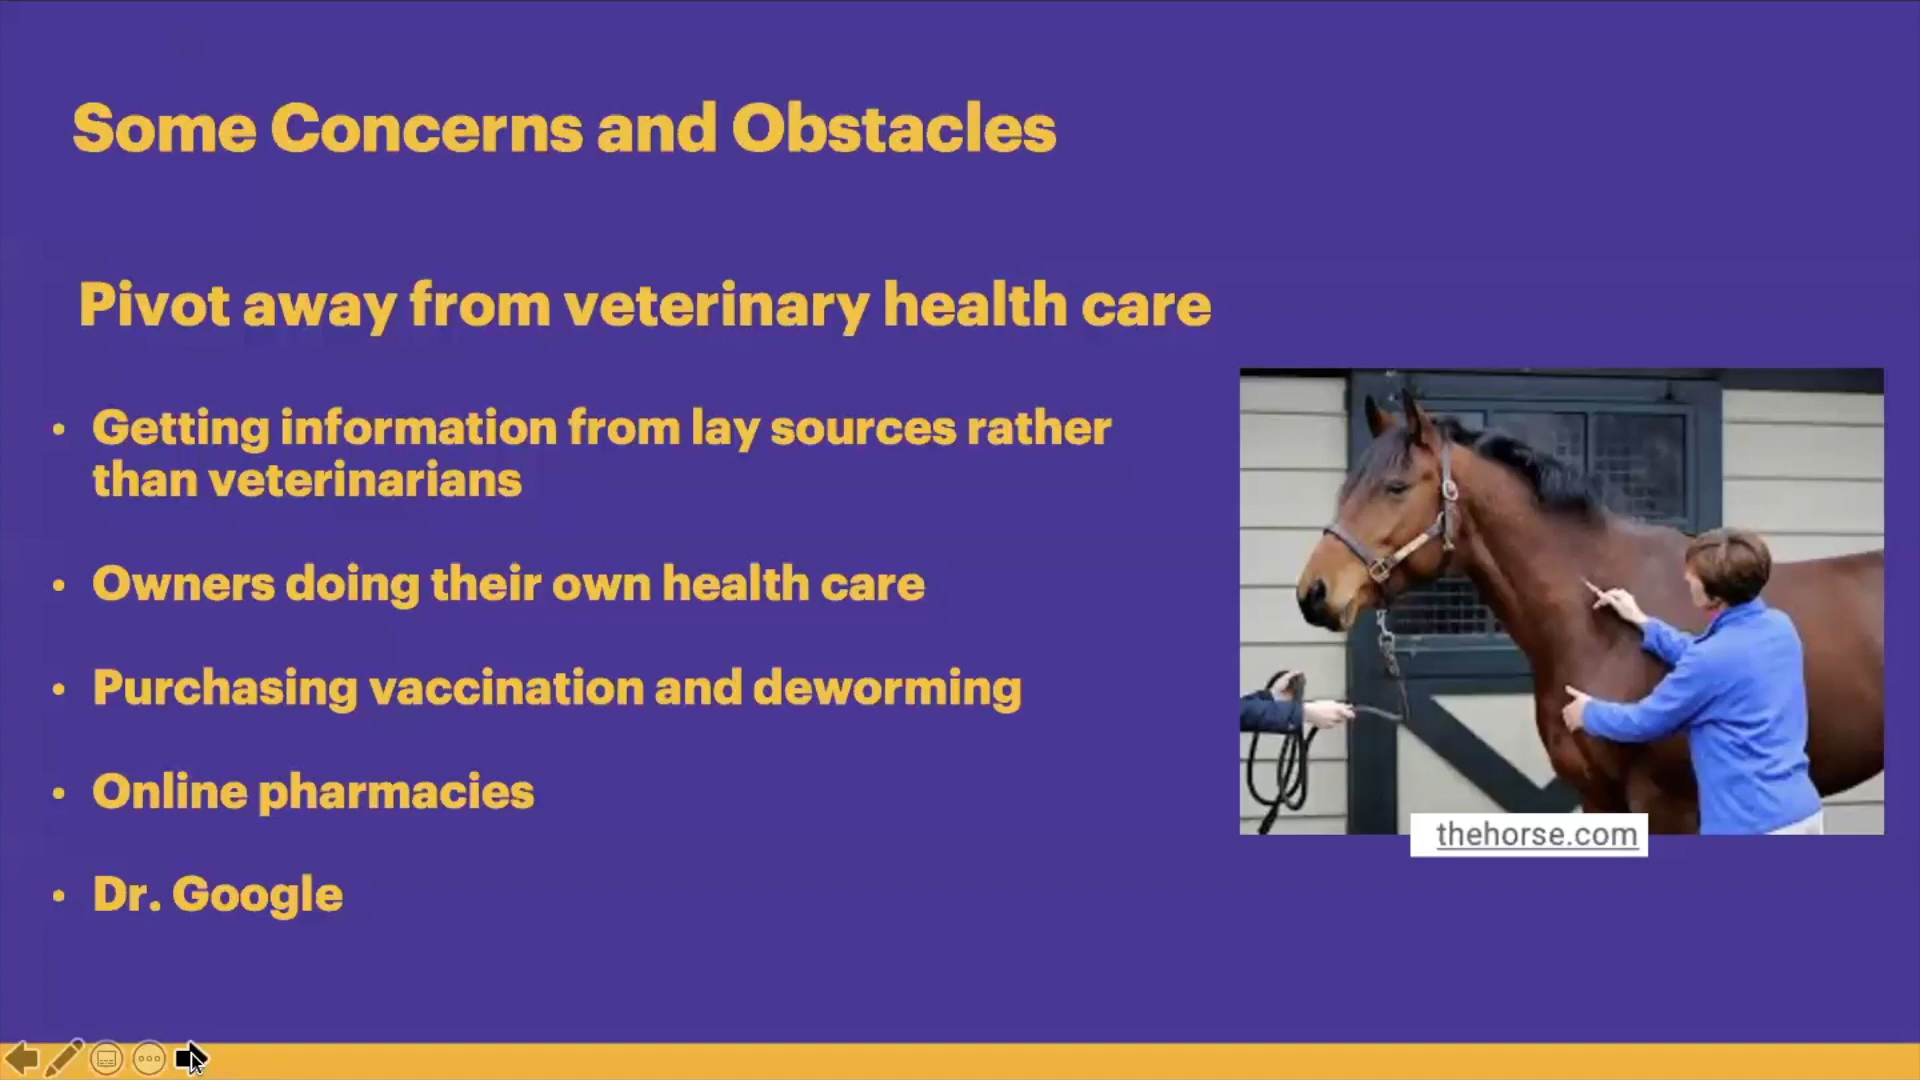 Some Concerns and Obstacles
Pivot away from veterinary health care
• Getting information from lay sources rather
than veterinarians
• Owners doing their own health care
• Purchasing vaccination and deworming
• Online pharmacies
• Dr. Google
thehorse.com